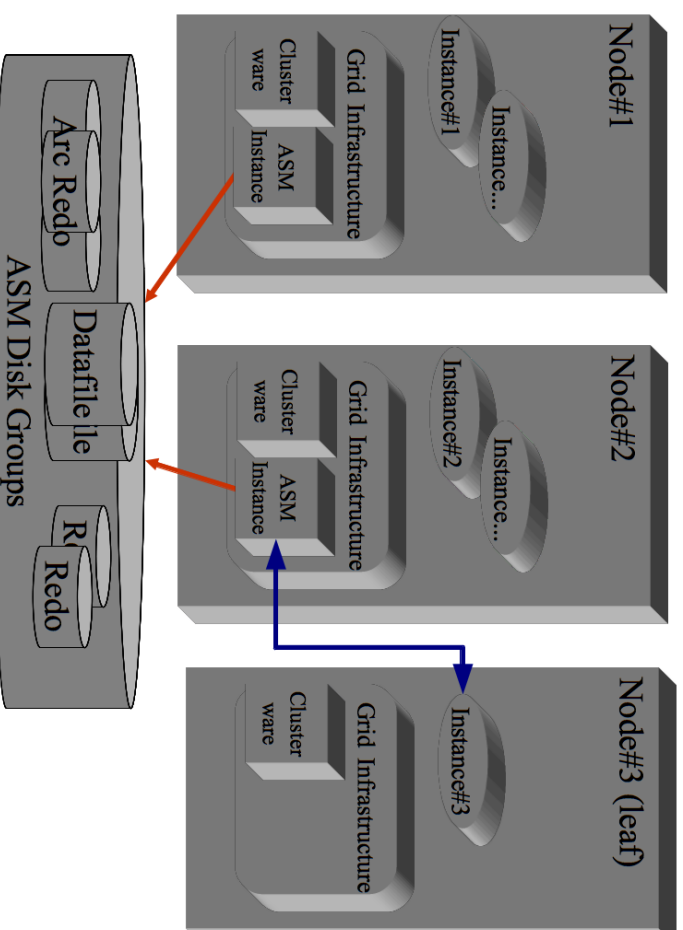 Node#1
Instance...
Instance#1
Grid Infrastructure
Cluster
ware
ASM
Instance
Node#2
Instance...
Instance#2
Grid Infrastructure
Cluster
ware
ASM
Instance
Node#3 (leaf)
Instance#3
Grid Infrastructure
Cluster
ware
Arc Redo
Datafile
ile
Redo
ASM Disk Groups